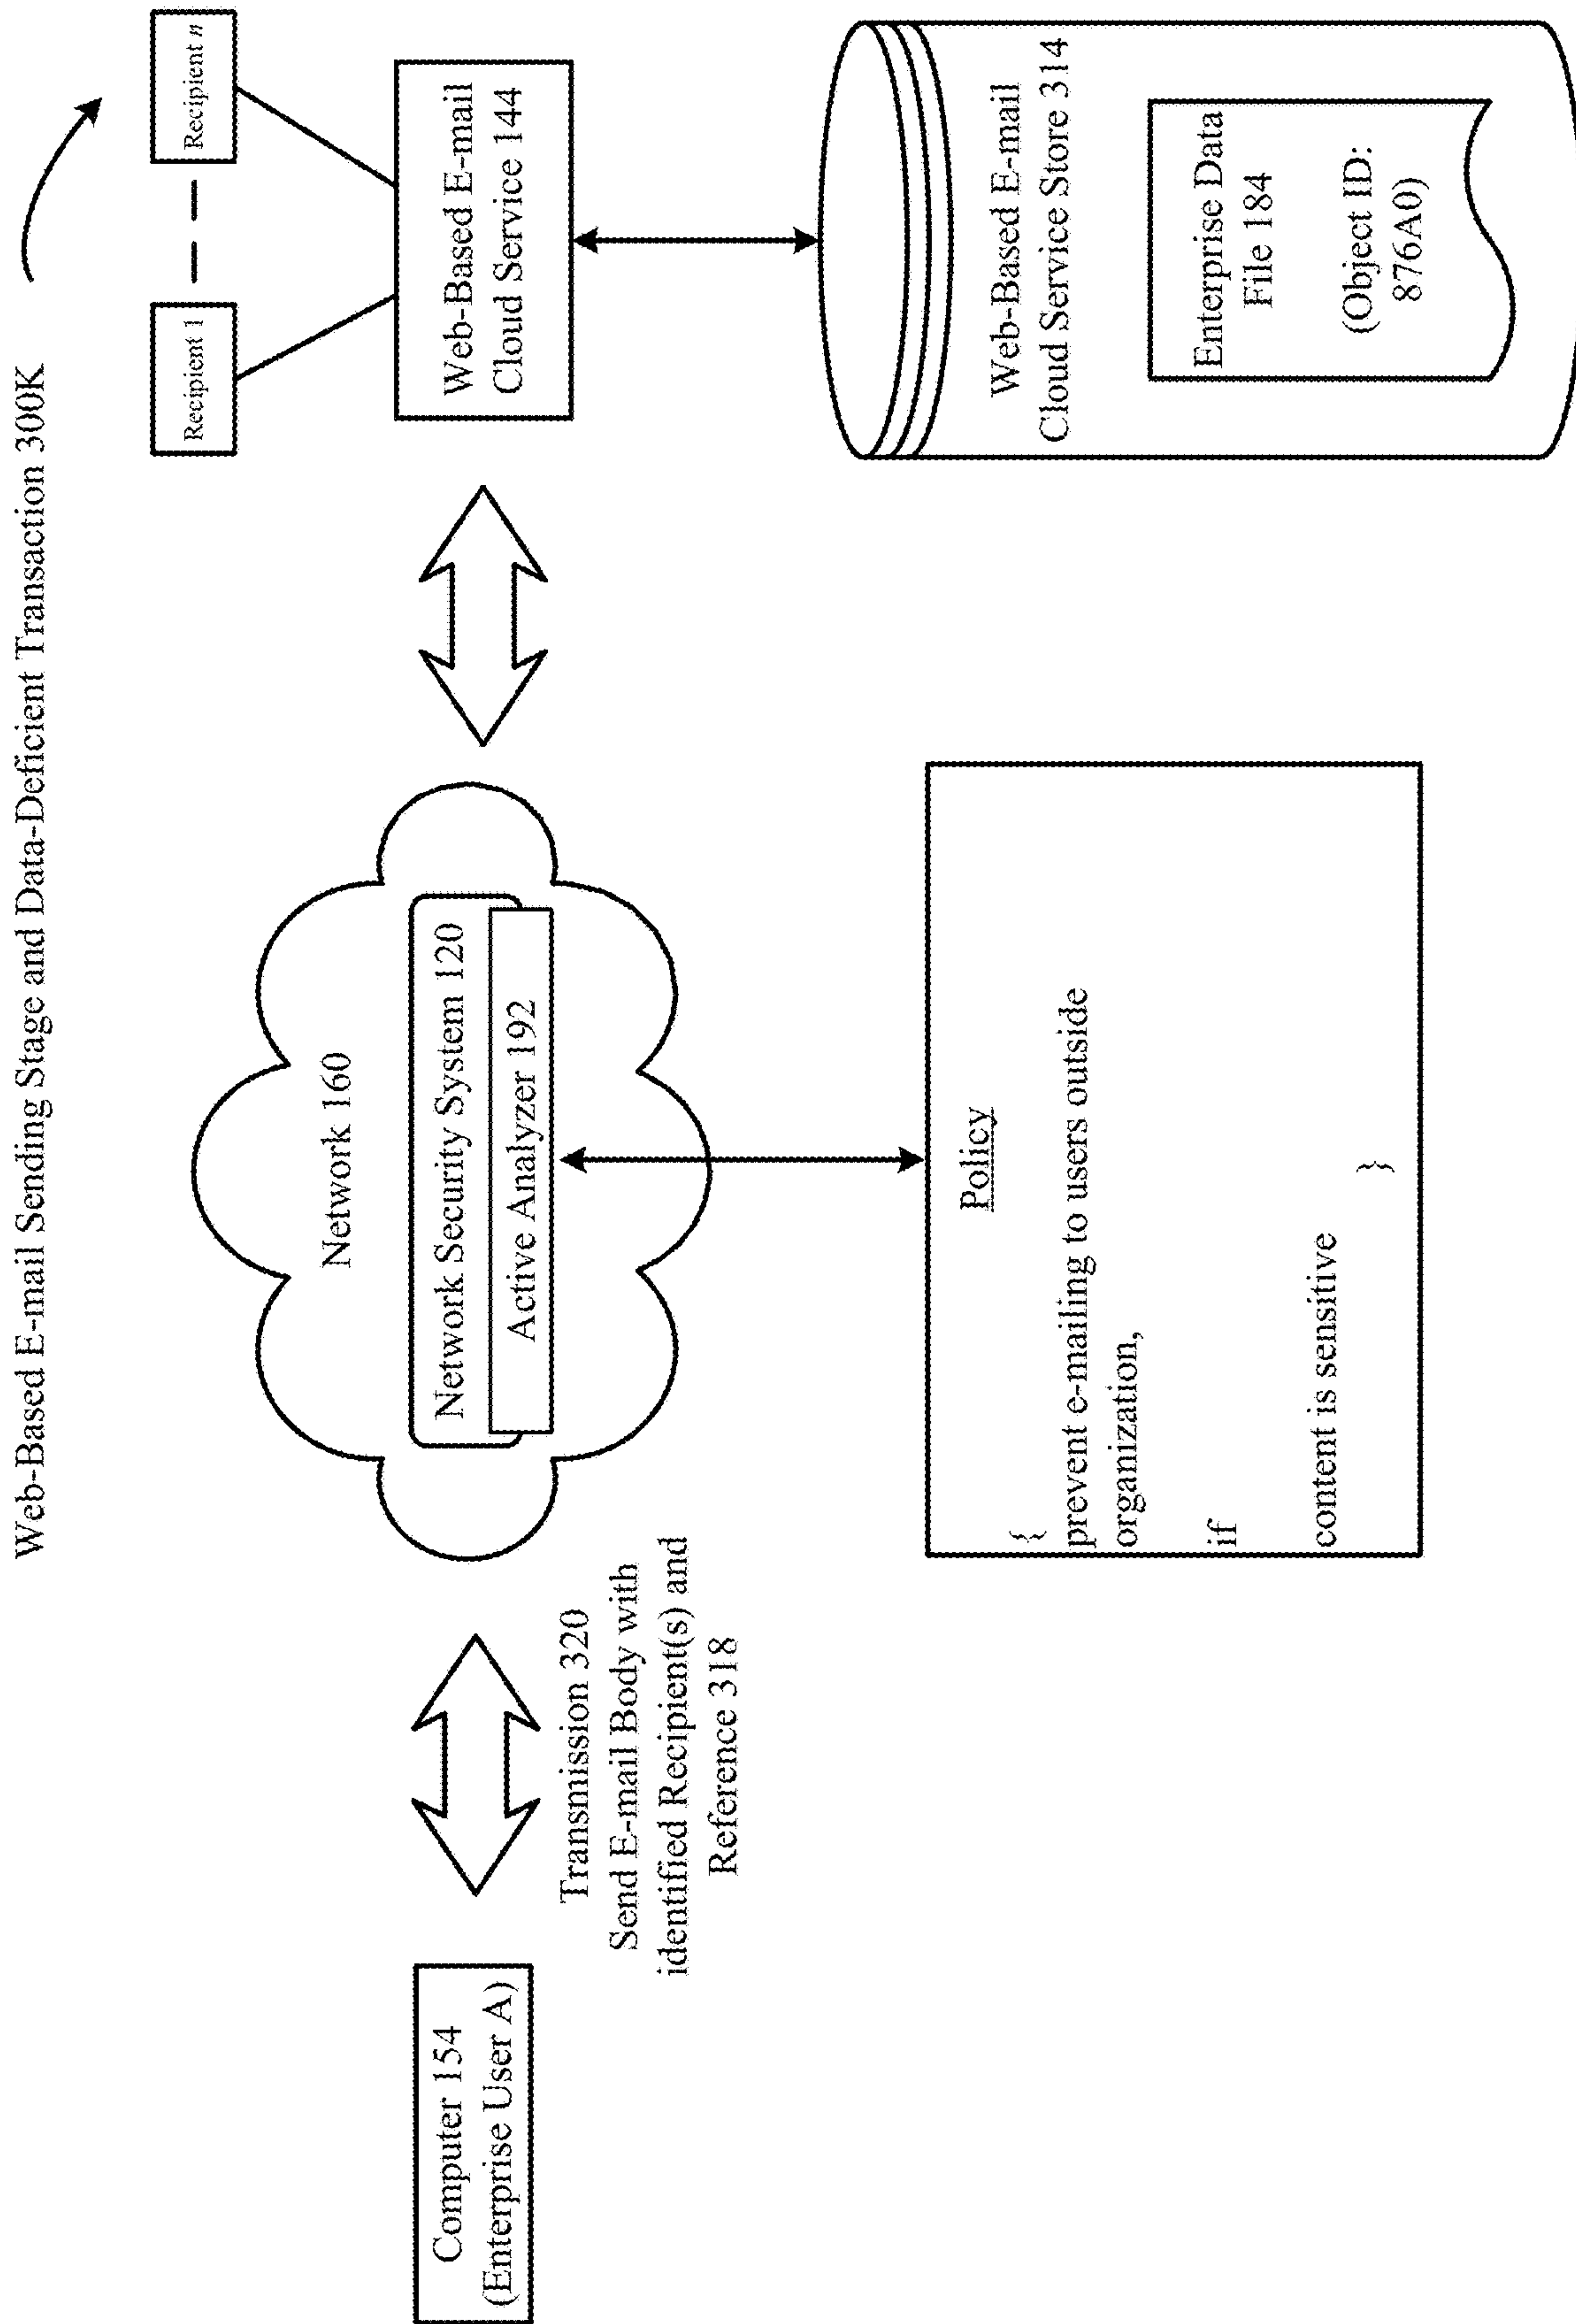 Web-Based E-mail Sending Stage and Data-Deficient Transaction 300K
Recipient 1
Recipient n
Computer 154
(Enterprise User A)
Transmission 320
Send E-mail Body with
identified Recipient(s) and
Reference 318
Network 160
Network Security System 120
Active Analyzer 192
Web-Based E-mail
Cloud Service 144
Policy
{
prevent e-mailing to users outside
organization,
if
content is sensitive
}
Web-Based E-mail
Cloud Service Store 314
Enterprise Data
File 184
(Object ID:
876A0)